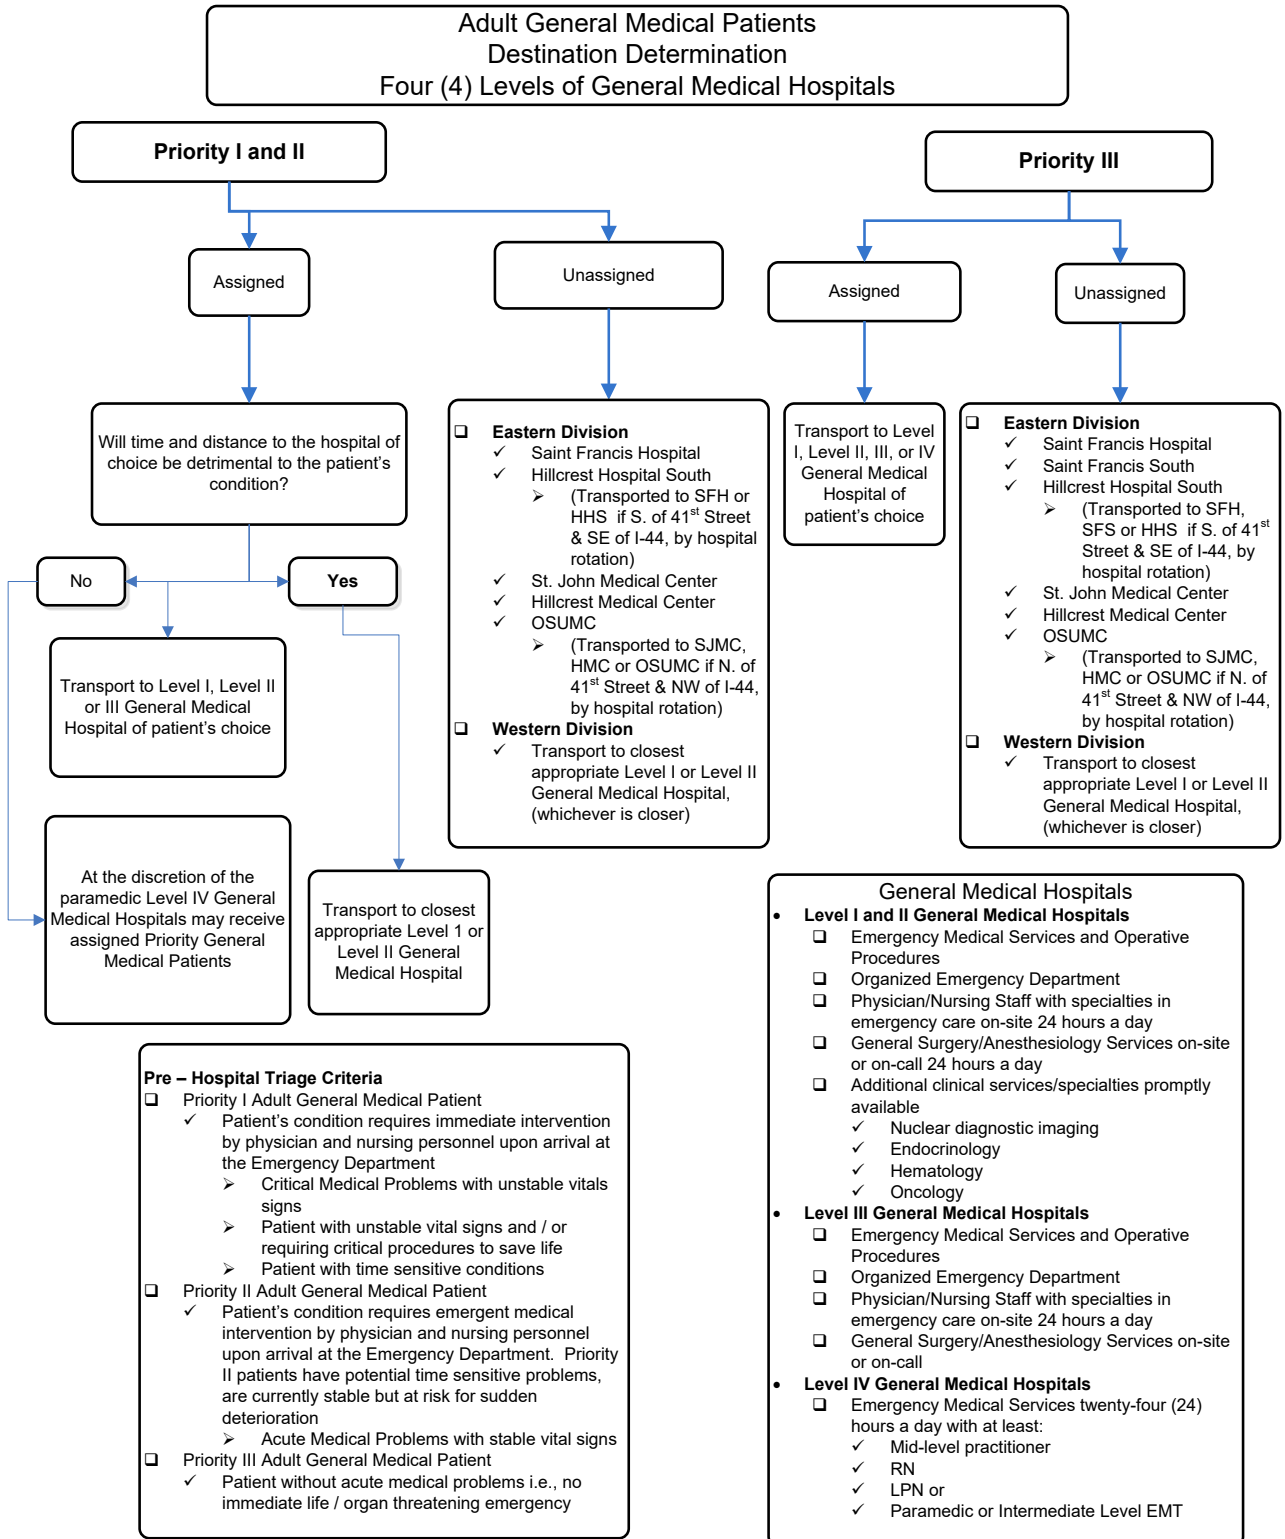 Adult General Medical Patients
Destination Determination
Four (4) Levels of General Medical Hospitals
Priority I and II
Priority III
Assigned
Unassigned
Assigned
Unassigned
Will time and distance to the hospital of
choice be detrimental to the patient's
condition?
No
Yes
Transport to Level I, Level II
or III General Medical
Hospital of patient's choice
At the discretion of the
paramedic Level IV General
Medical Hospitals may receive
assigned Priority General
Medical Patients
Transport to closest
appropriate Level 1 or
Level II General
Medical Hospital
❑ Eastern Division
✓ Saint Francis Hospital
✓ Hillcrest Hospital South
➢ (Transported to SFH or
HHS if S. of 41st Street
& SE of I-44, by hospital
rotation)
✓ St. John Medical Center
✓ Hillcrest Medical Center
✓ OSUMC
➢ (Transported to SJMC,
HMC or OSUMC if N. of
41st Street & NW of I-44,
by hospital rotation)
❑ Western Division
✓ Transport to closest
appropriate Level I or Level II
General Medical Hospital,
(whichever is closer)
Transport to Level
I, Level II, III, or IV
General Medical
Hospital of
patient's choice
❑ Eastern Division
✓ Saint Francis Hospital
✓ Saint Francis South
✓ Hillcrest Hospital South
➢ (Transported to SFH,
SFS or HHS if S. of 41st
Street & SE of I-44, by
hospital rotation)
✓ St. John Medical Center
✓ Hillcrest Medical Center
✓ OSUMC
➢ (Transported to SJMC,
HMC or OSUMC if N. of
41st Street & NW of I-44,
by hospital rotation)
❑ Western Division
✓ Transport to closest
appropriate Level I or Level II
General Medical Hospital,
(whichever is closer)
Pre – Hospital Triage Criteria
❑ Priority I Adult General Medical Patient
✓ Patient's condition requires immediate intervention
by physician and nursing personnel upon arrival at
the Emergency Department
➢ Critical Medical Problems with unstable vitals
signs
➢ Patient with unstable vital signs and / or
requiring critical procedures to save life
➢ Patient with time sensitive conditions
❑ Priority II Adult General Medical Patient
✓ Patient's condition requires emergent medical
intervention by physician and nursing personnel
upon arrival at the Emergency Department. Priority
II patients have potential time sensitive problems,
are currently stable but at risk for sudden
deterioration
➢ Acute Medical Problems with stable vital signs
❑ Priority III Adult General Medical Patient
✓ Patient without acute medical problems i.e., no
immediate life / organ threatening emergency
General Medical Hospitals
• Level I and II General Medical Hospitals
❑ Emergency Medical Services and Operative
Procedures
❑ Organized Emergency Department
❑ Physician/Nursing Staff with specialties in
emergency care on-site 24 hours a day
❑ General Surgery/Anesthesiology Services on-site
or on-call 24 hours a day
❑ Additional clinical services/specialties promptly
available
✓ Nuclear diagnostic imaging
✓ Endocrinology
✓ Hematology
✓ Oncology
• Level III General Medical Hospitals
❑ Emergency Medical Services and Operative
Procedures
❑ Organized Emergency Department
❑ Physician/Nursing Staff with specialties in
emergency care on-site 24 hours a day
❑ General Surgery/Anesthesiology Services on-site
or on-call
• Level IV General Medical Hospitals
❑ Emergency Medical Services twenty-four (24)
hours a day with at least:
✓ Mid-level practitioner
✓ RN
✓ LPN or
✓ Paramedic or Intermediate Level EMT